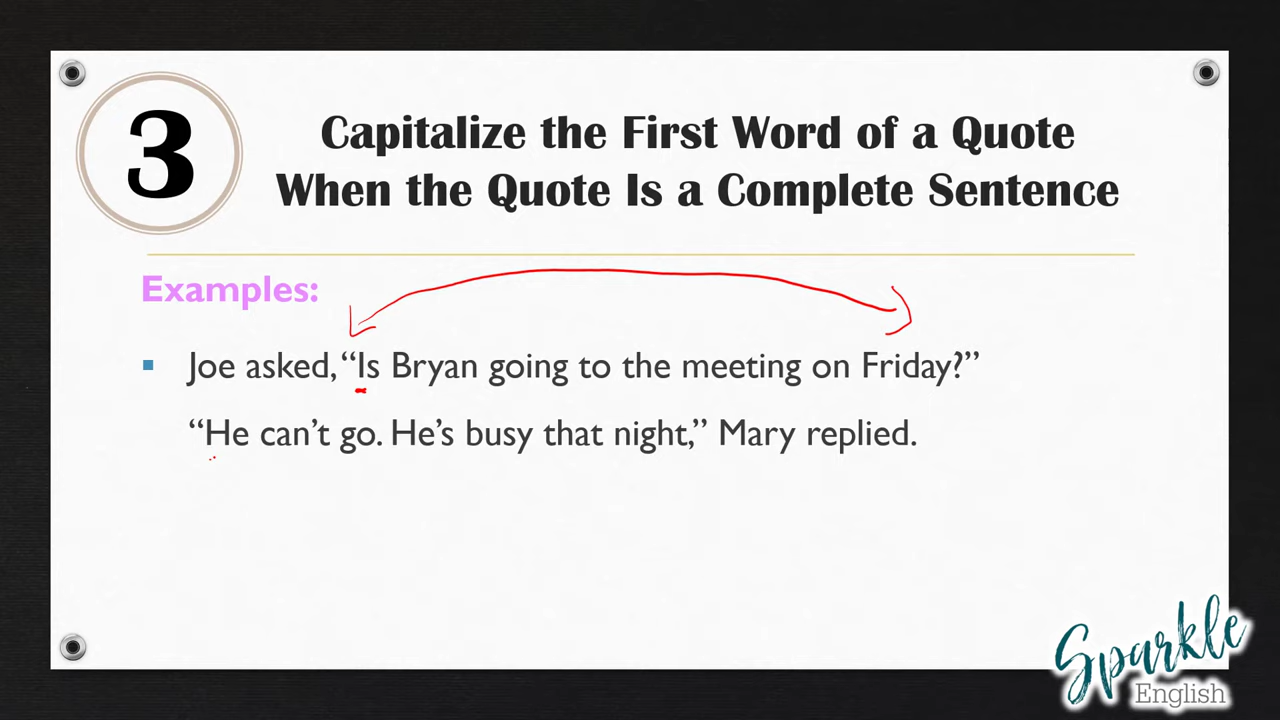 3
Capitalize the First Word of a Quote
When the Quote Is a Complete Sentence
Examples:
Joe asked, “Is Bryan going to the meeting on Friday?”
“He can’t go. He’s busy that night,” Mary replied.
Sparkle
English